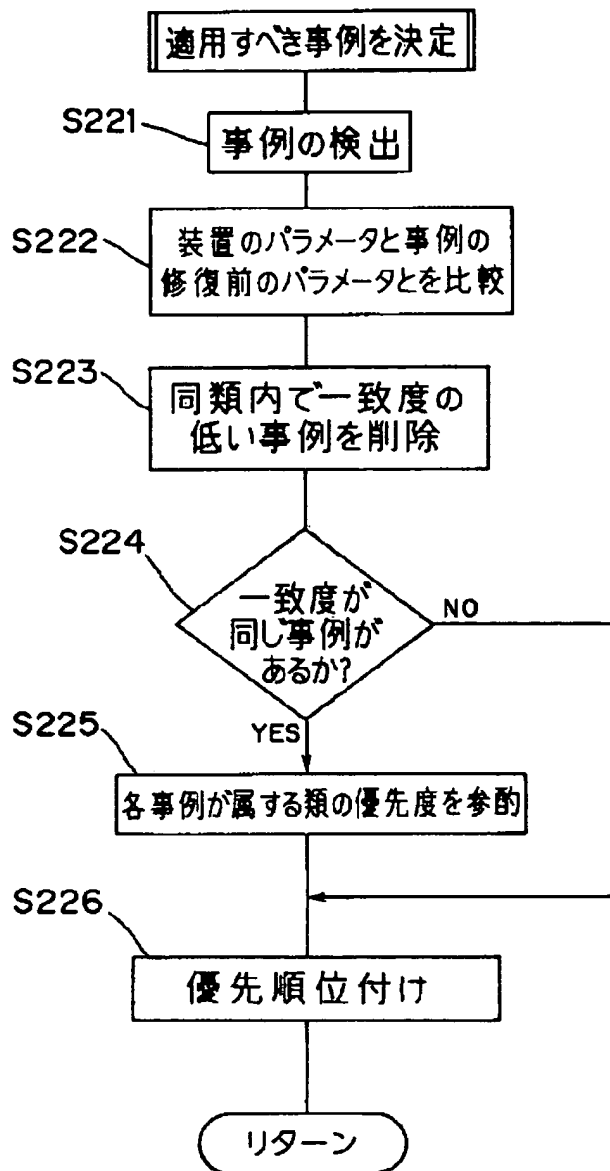 適用すべき事例を決定
S221
事例の検出
S222
装置のパラメータと事例の
修復前のパラメータとを比較
S223
同類内で一致度の
低い事例を削除
S224
一致度が
同じ事例が
あるか?
NO
YES
S225
各事例が属する類の優先度を参酌
S226
優先順位付け
リターン